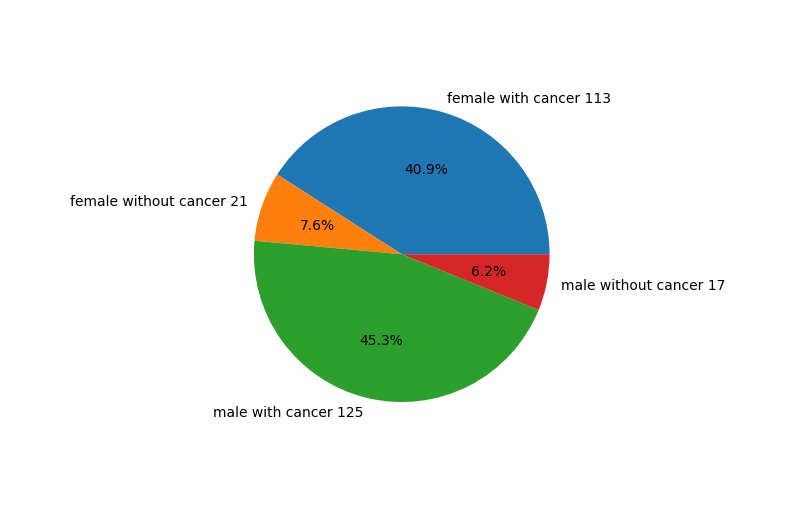 female with cancer 113
40.9%
female without cancer 21
7.6%
6.2%
male without cancer 17
45.3%
male with cancer 125